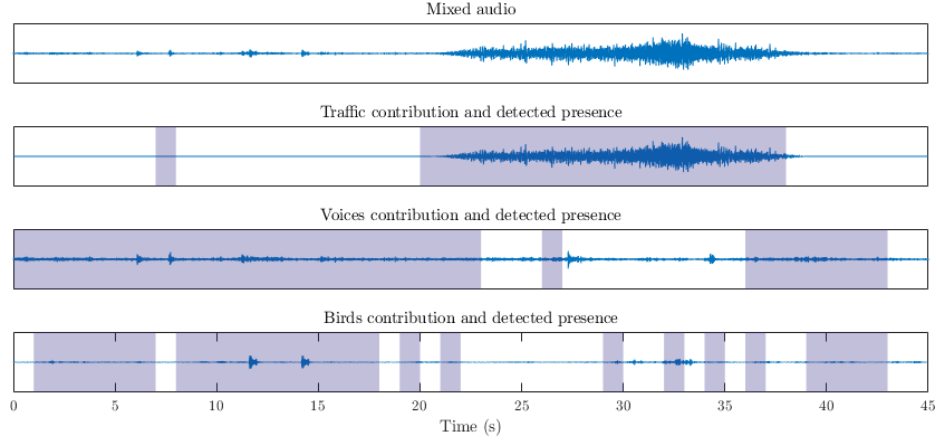 Mixed audio
Traffic contribution and detected presence
Voices contribution and detected presence
Birds contribution and detected presence
0 5 10 15 20 25 30 35 40 45
Time (s)